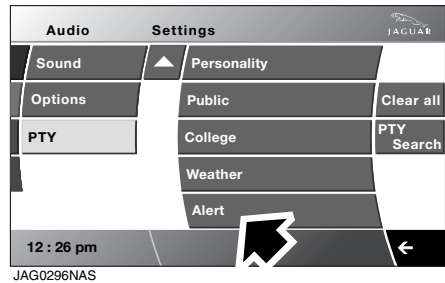 Audio Settings
JAGUAR
Sound
Personality
Options
Public
Clear all
PTY
College
PTY Search
Weather
Alert
12 : 26 pm
JAG0296NAS